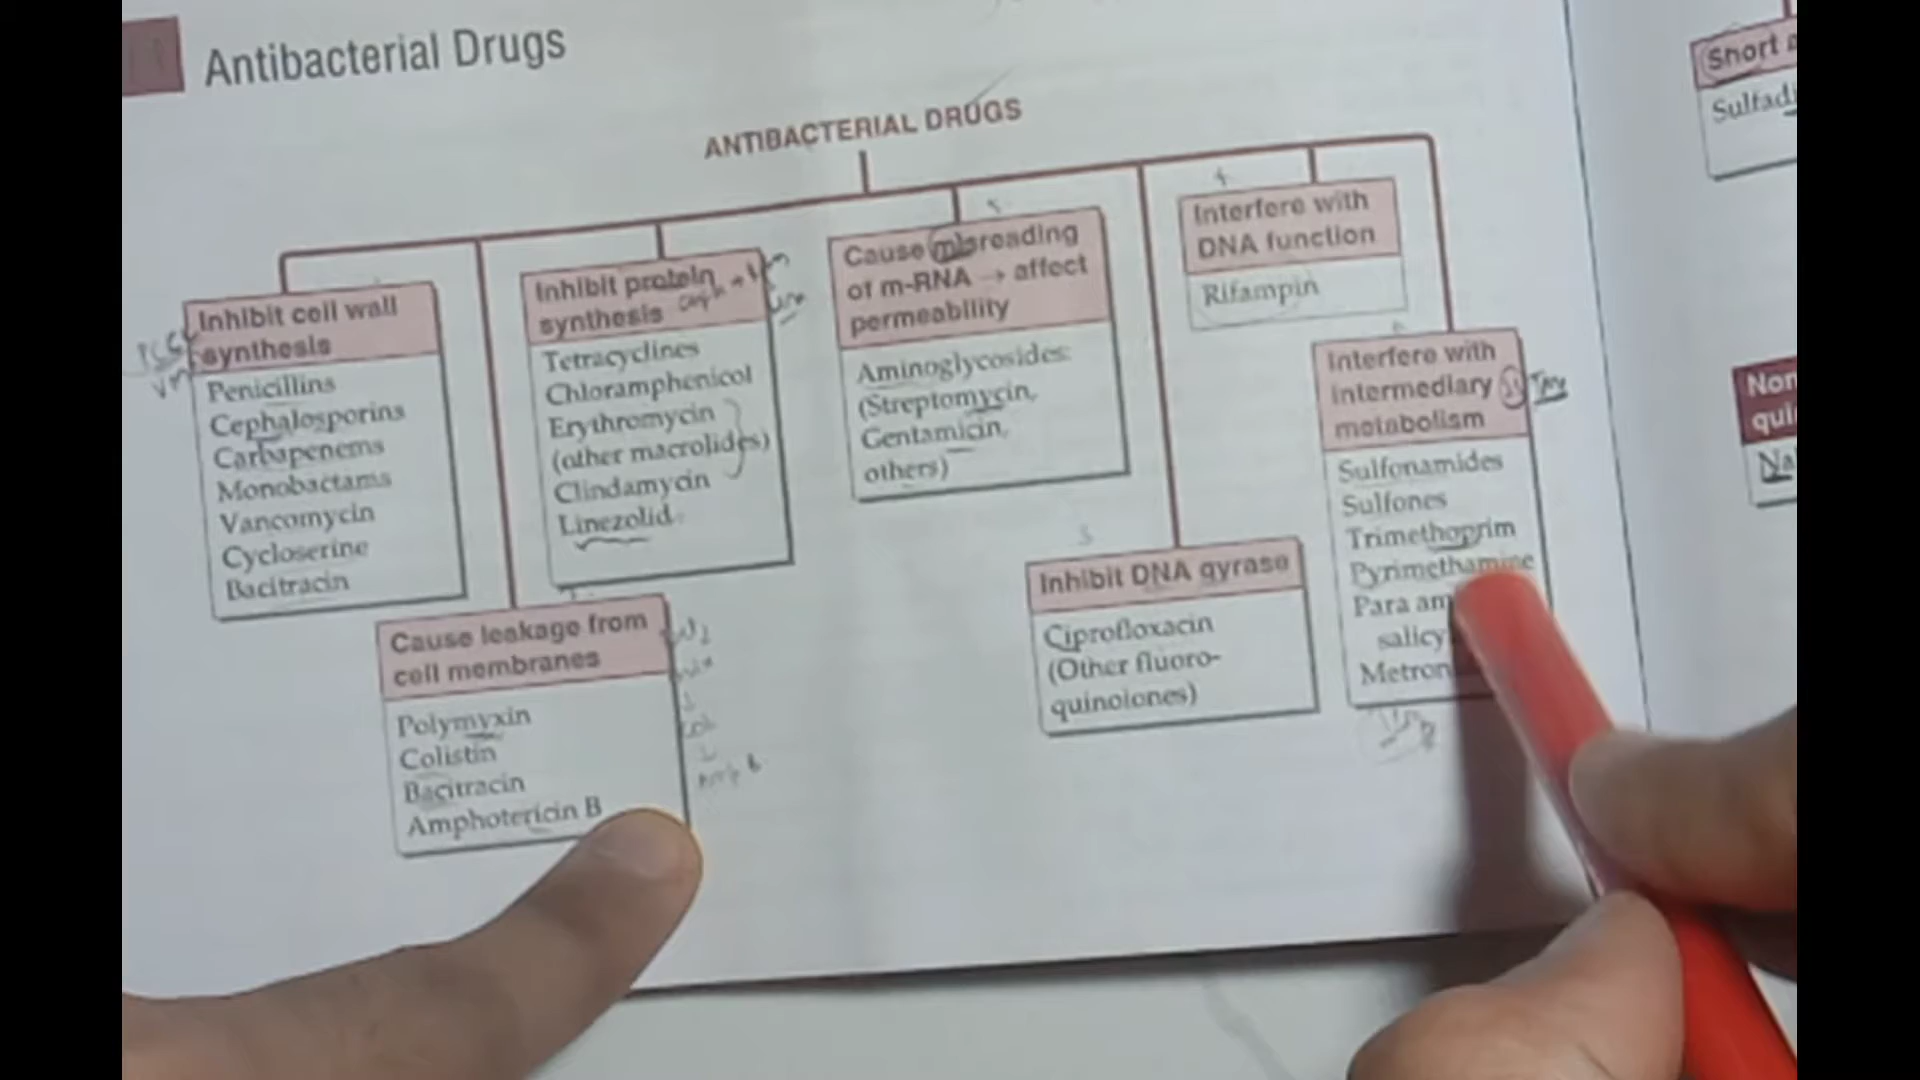 Antibacterial Drugs
ANTIBACTERIAL DRUGS
Inhibit cell wall
synthesis
Penicillins
Cephalosporins
Carbapenems
Monobactams
Vancomycin
Cycloserine
Bacitracin
Cause leakage from
cell membranes
Polymyxin
Colistin
Bacitracin
Amphotericin B
Inhibit protein
synthesis
Tetracyclines
Chloramphenicol
Erythromycin
(other macrolides)
Clindamycin
Linezolid
Cause misreading
of m-RNA → affect
permeability
Aminoglycosides:
(Streptomycin,
Gentamicin,
others)
Inhibit DNA gyrase
Ciprofloxacin
(Other fluoro-
quinolones)
Interfere with
DNA function
Rifampin
Interfere with
intermediary
metabolism
Sulfonamides
Sulfones
Trimethoprim
Pyrimethamine
Para am
salicy
Metron
Short
Sulfadi
Non
qui
Na